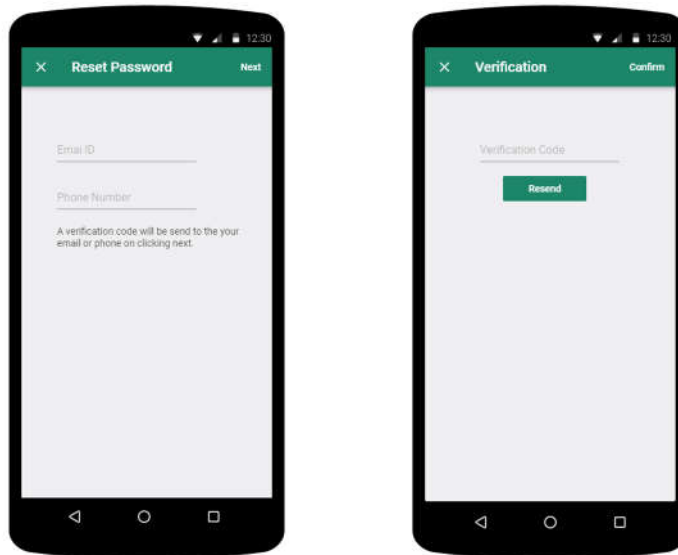 12:30
Reset Password
Next
Emai ID
Phone Number
A verification code will be send to the your
email or phone on clicking next.
12:30
Verification
Confirm
Verification Code
Resend